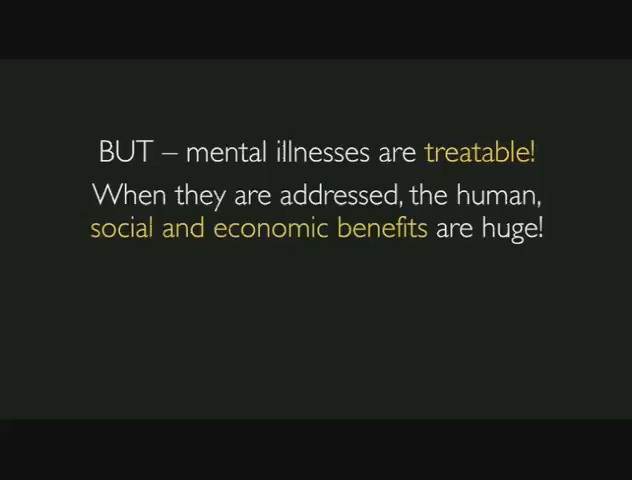 BUT – mental illnesses are treatable!
When they are addressed, the human,
social and economic benefits are huge!